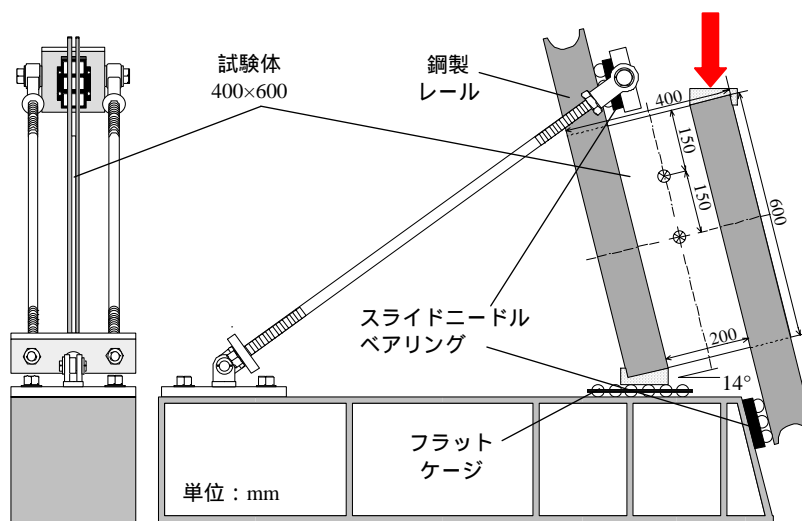 試験体
400×600
鋼製
レール
400
150
150
600
スライドニードル
ベアリング
200
14°
フラット
ケージ
単位：mm